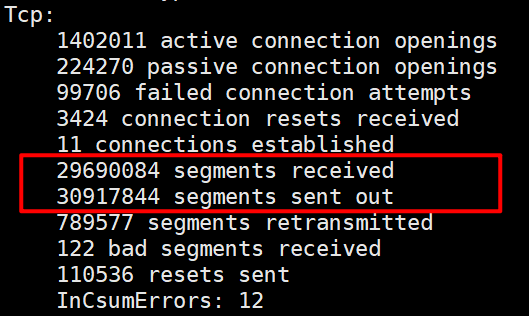 Tcp:
1402011 active connection openings
224270 passive connection openings
99706 failed connection attempts
3424 connection resets received
11 connections established
29690084 segments received
30917844 segments sent out
789577 segments retransmitted
122 bad segments received
110536 resets sent
InCsumErrors: 12